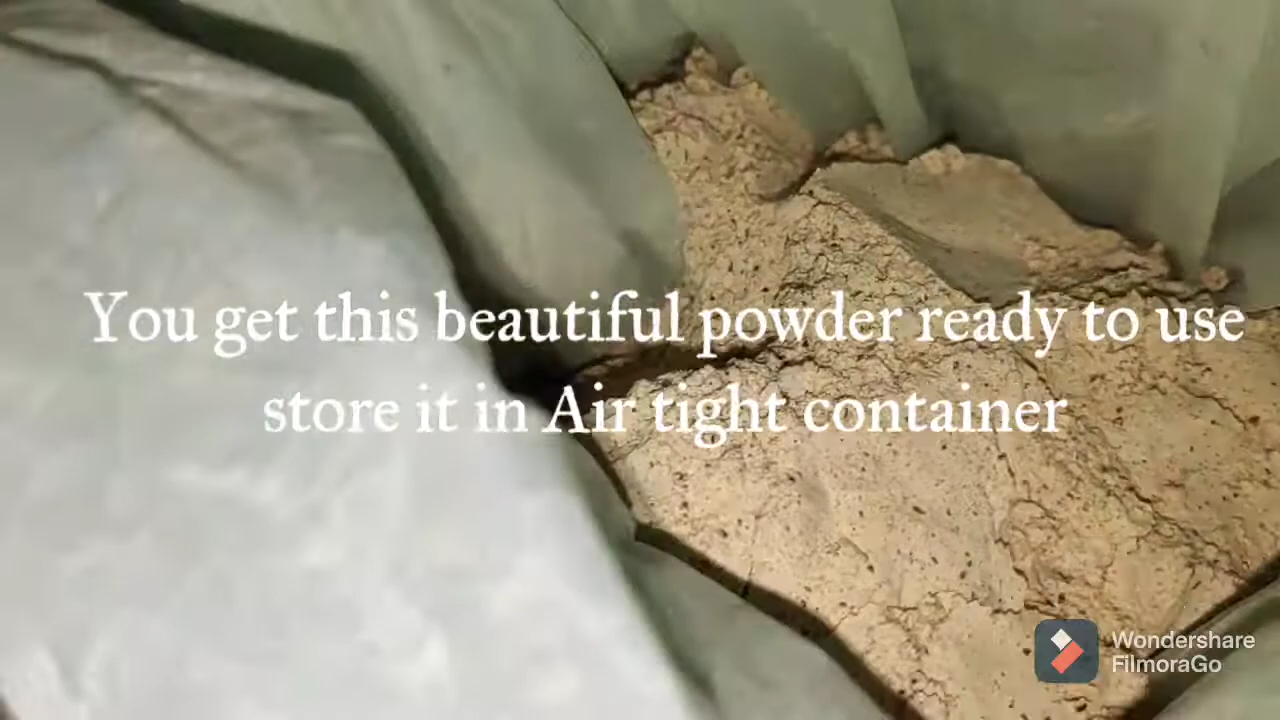 You get this beautiful powder ready to use
store it in Air tight container
Wondershare
FilmoraGo